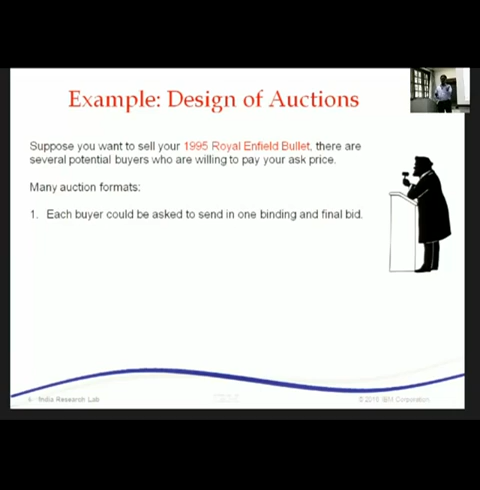 Example: Design of Auctions
Suppose you want to sell your 1995 Royal Enfield Bullet, there are
several potential buyers who are willing to pay your ask price.
Many auction formats:
1. Each buyer could be asked to send in one binding and final bid.
India Research Lab
IBM Corporation